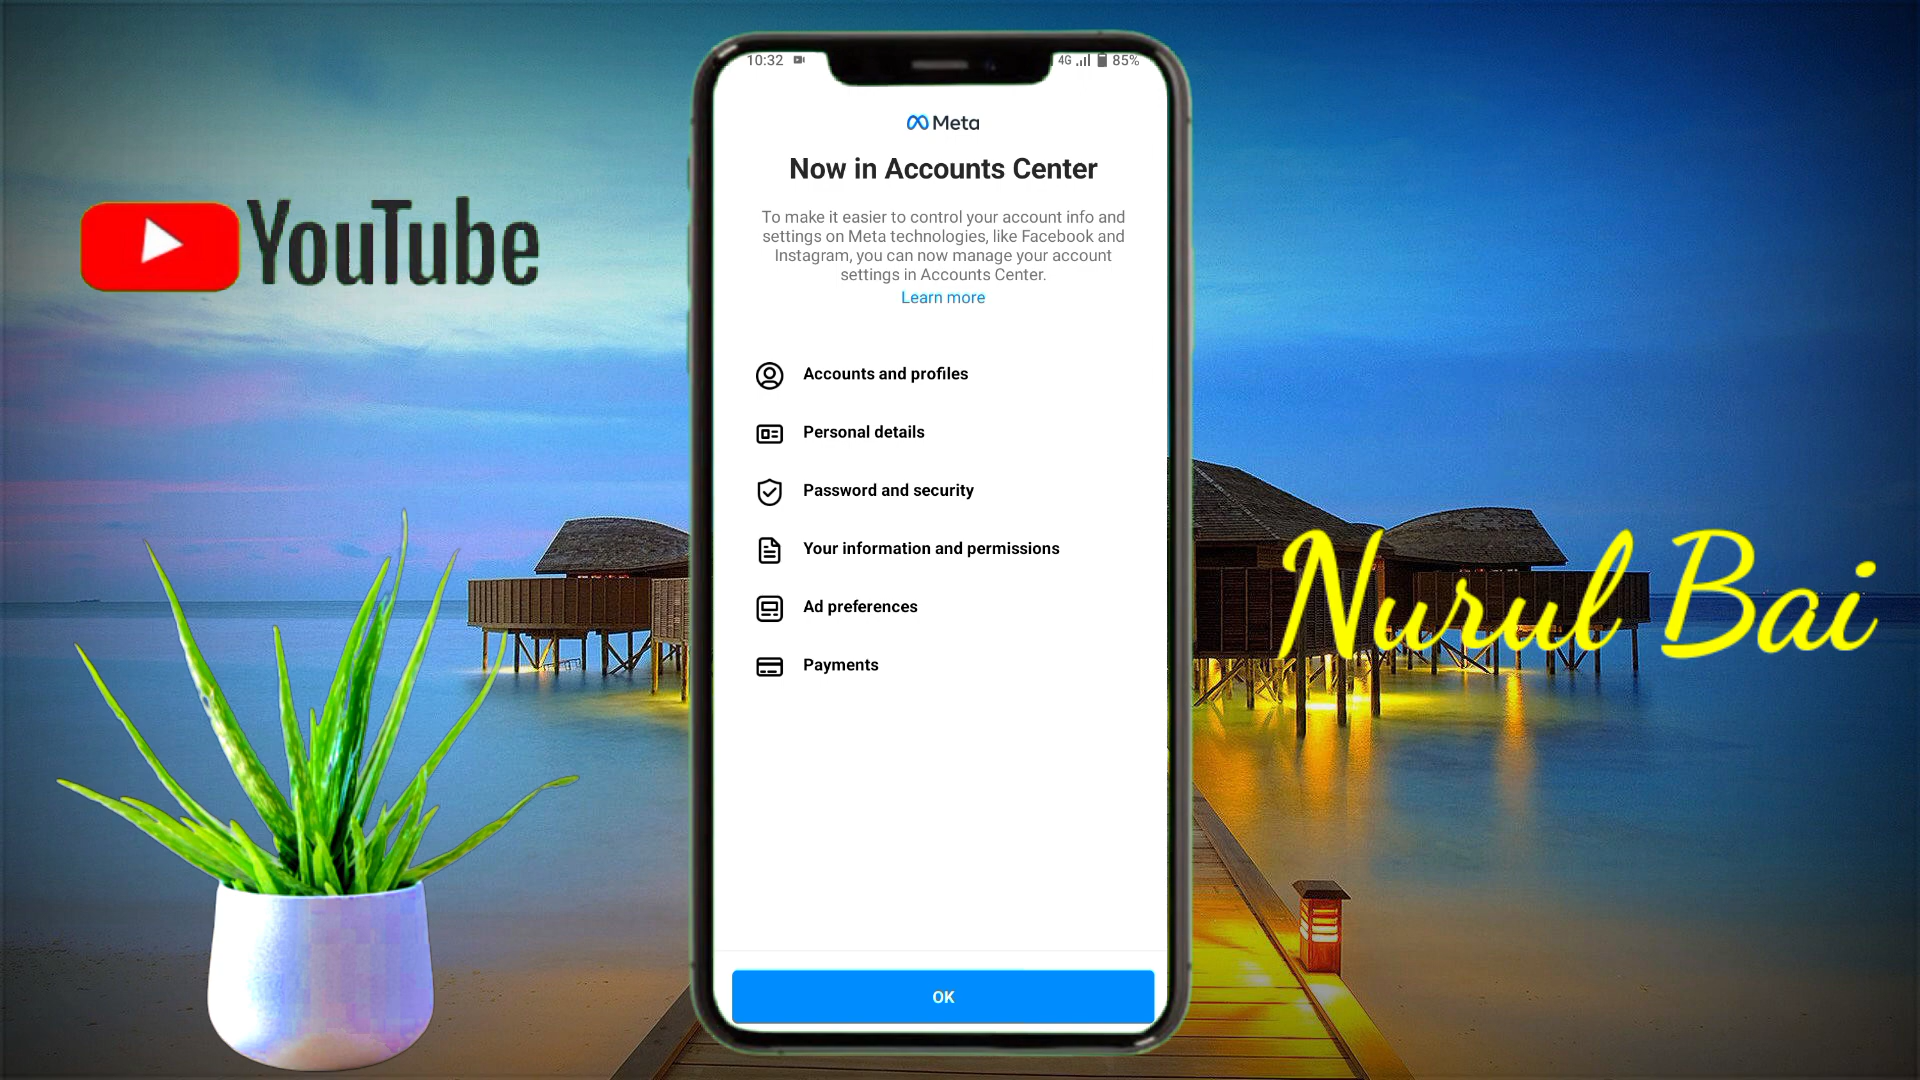 10:32 4G 85%
Meta
Now in Accounts Center
To make it easier to control your account info and
settings on Meta technologies, like Facebook and
Instagram, you can now manage your account
settings in Accounts Center.
Learn more
YouTube
Accounts and profiles
Personal details
Password and security
Your information and permissions
Ad preferences
Payments
Nurul Bai
OK